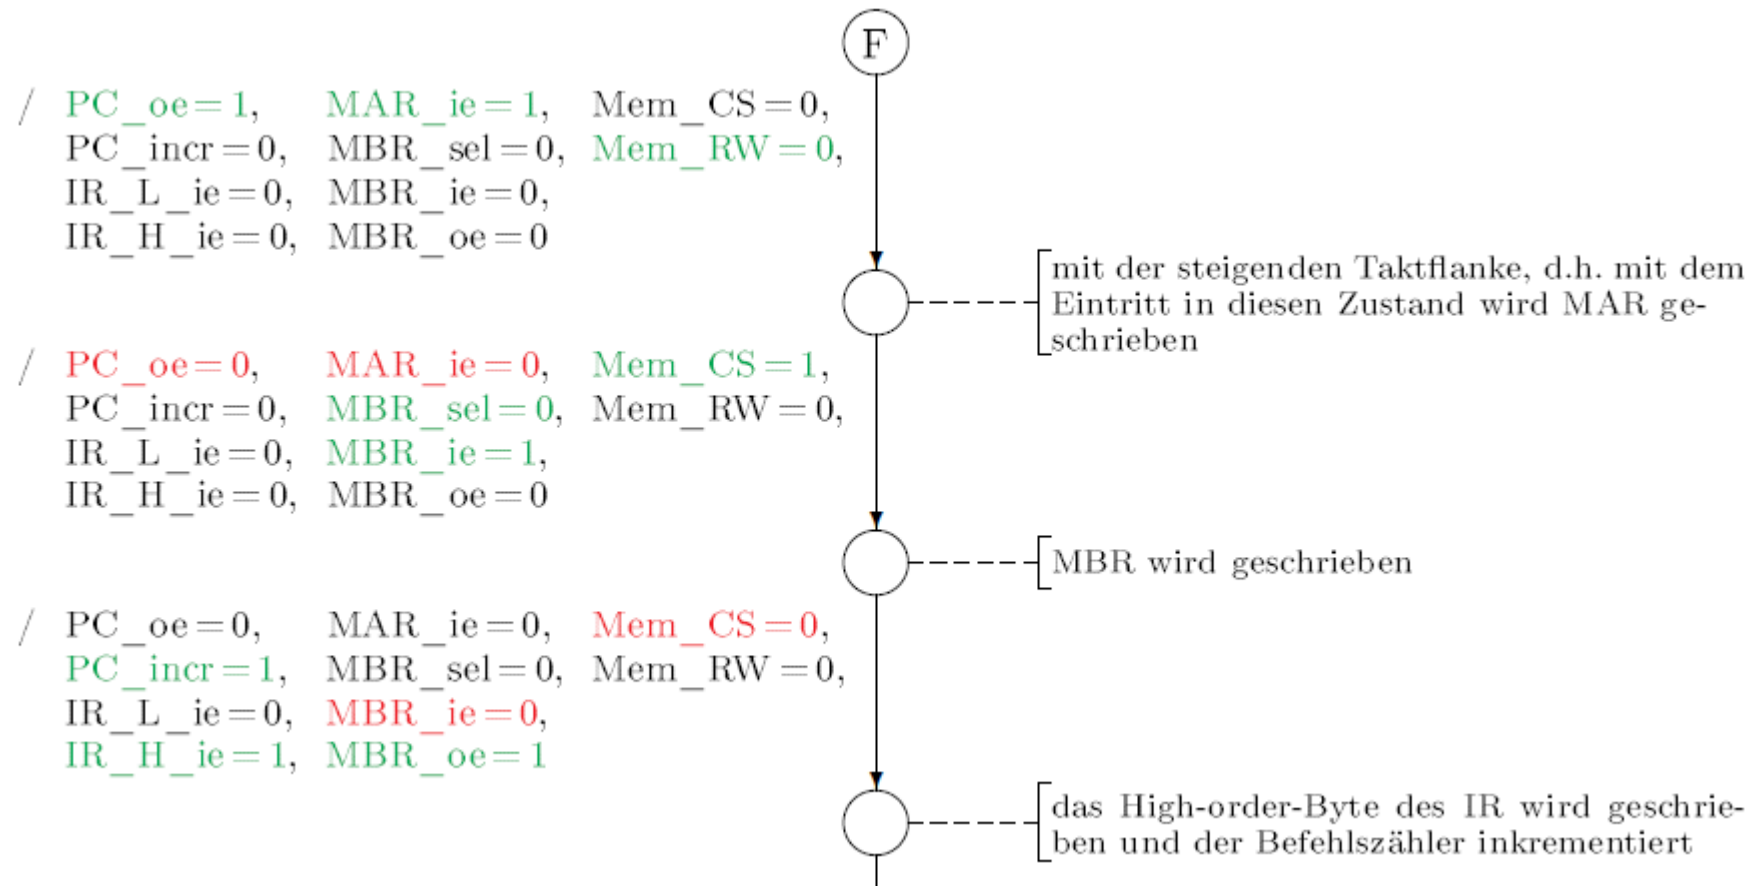 F
/ PC_oe=1, MAR_ie=1, Mem_CS=0,
PC_incr=0, MBR_sel=0, Mem_RW=0,
IR_L_ie=0, MBR_ie=0,
IR_H_ie=0, MBR_oe=0
mit der steigenden Taktflanke, d.h. mit dem
Eintritt in diesen Zustand wird MAR ge-
schrieben
/ PC_oe=0, MAR_ie=0, Mem_CS=1,
PC_incr=0, MBR_sel=0, Mem_RW=0,
IR_L_ie=0, MBR_ie=1,
IR_H_ie=0, MBR_oe=0
MBR wird geschrieben
/ PC_oe=0, MAR_ie=0, Mem_CS=0,
PC_incr=1, MBR_sel=0, Mem_RW=0,
IR_L_ie=0, MBR_ie=0,
IR_H_ie=1, MBR_oe=1
das High-order-Byte des IR wird geschrie-
ben und der Befehlszähler inkrementiert